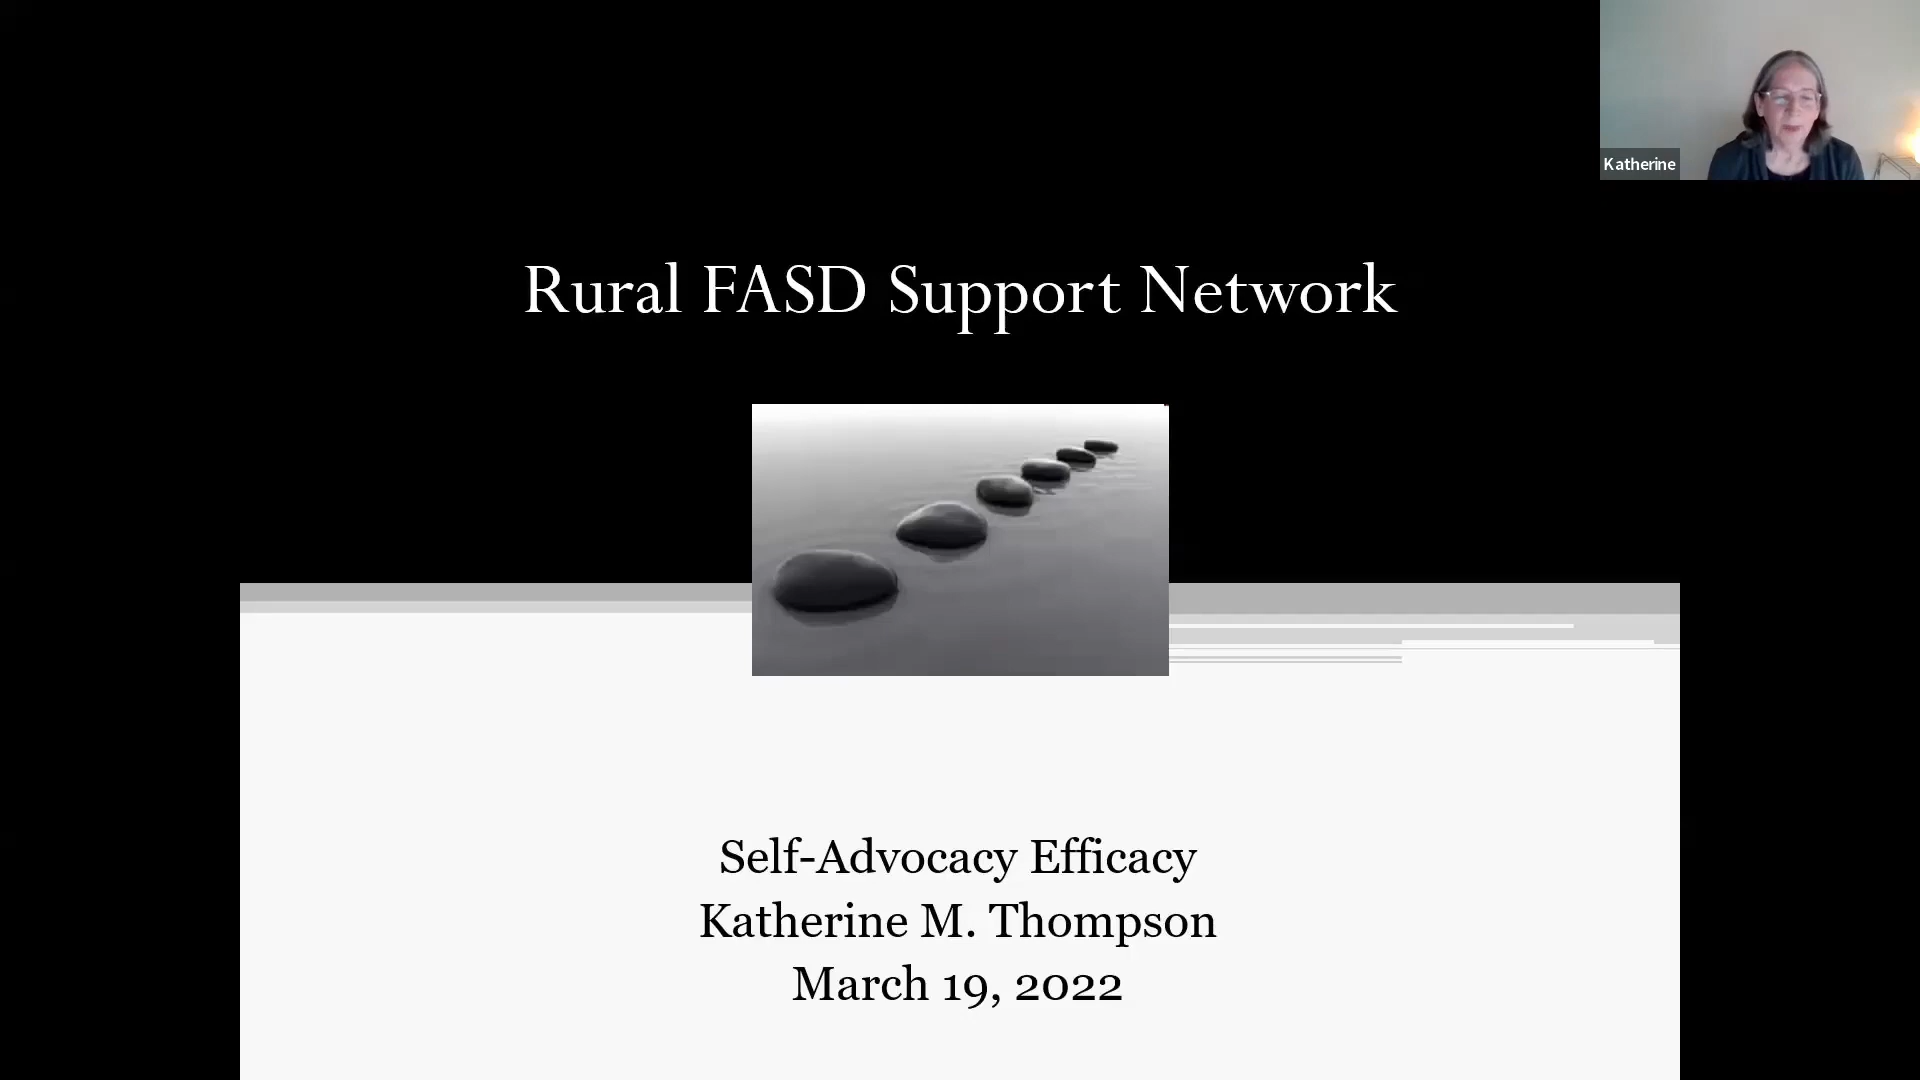 Katherine
Rural FASD Support Network
Self-Advocacy Efficacy
Katherine M. Thompson
March 19, 2022